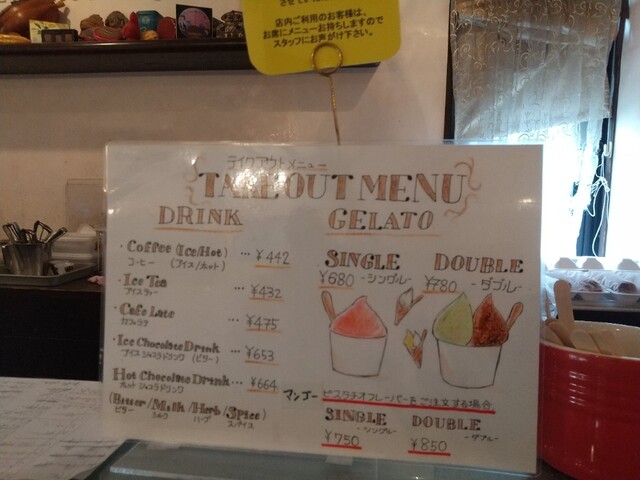 店内ご利用のお客様は、
お席にメニューお持ちしますので
スタッフにお声がけ下さい。
テイクアウトメニュー
TAKEOUT MENU
DRINK
・Coffee (Ice/Hot) … ¥442
コーヒー (アイス/ホット)
・Ice Tea … ¥432
アイスティー
・Cafe Late … ¥475
カフェラテ
・Ice Chocolate Drink … ¥653
アイスショコラドリンク (ビター)
Hot Chocolate Drink … ¥664
ホットショコラドリンク
(Bitter/Milk/Herb/Spice)
ビター ミルク ハーブ スパイス
GELATO
SINGLE DOUBLE
¥680 -シングル- ¥780 -ダブル-
マンゴー ピスタチオフレーバーをご注文する場合
SINGLE DOUBLE
-シングル- -ダブル-
¥750 ¥850